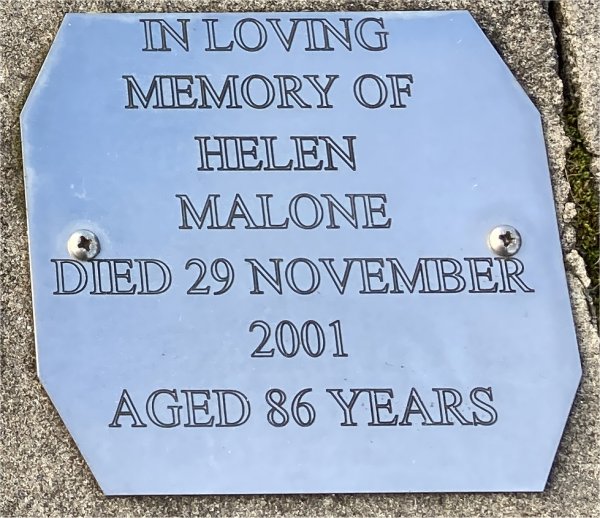 IN LOVING
MEMORY OF
HELEN
MALONE
DIED 29 NOVEMBER
2001
AGED 86 YEARS